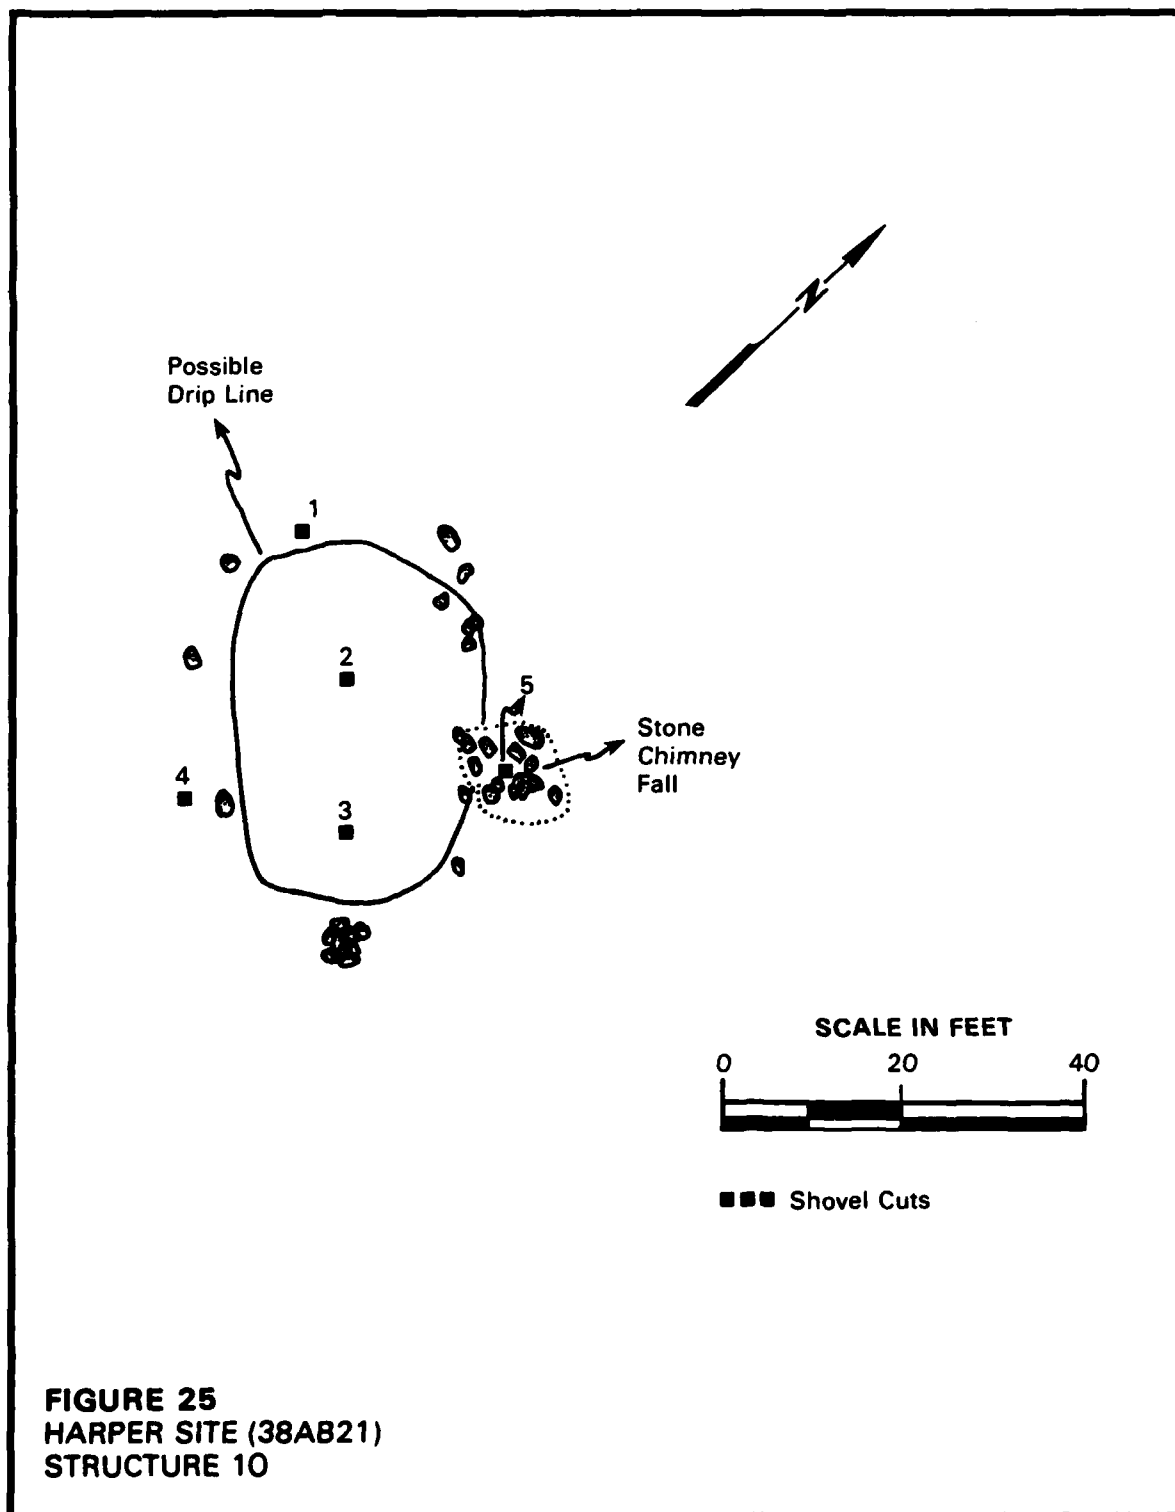 N
Possible
Drip Line
1
2
5
Stone
Chimney
Fall
4
3
SCALE IN FEET
0 20 40
Shovel Cuts
FIGURE 25
HARPER SITE (38AB21)
STRUCTURE 10